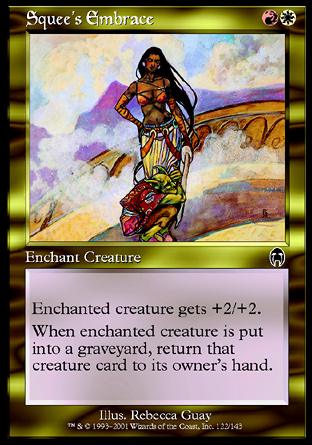 Squee's Embrace
Enchant Creature
Enchanted creature gets +2/+2.
When enchanted creature is put
into a graveyard, return that
creature card to its owner's hand.
Illus. Rebecca Guay
™ & © 1993–2001 Wizards of the Coast, Inc. 122/143